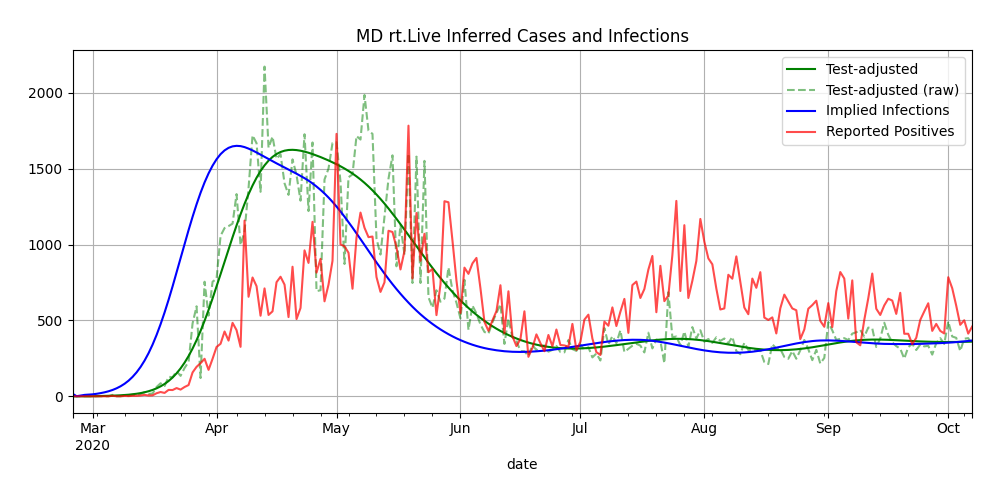 MD rt.Live Inferred Cases and Infections
Test-adjusted
Test-adjusted (raw)
Implied Infections
Reported Positives
2000
1500
1000
500
0
Mar Apr May Jun Jul Aug Sep Oct
2020
date